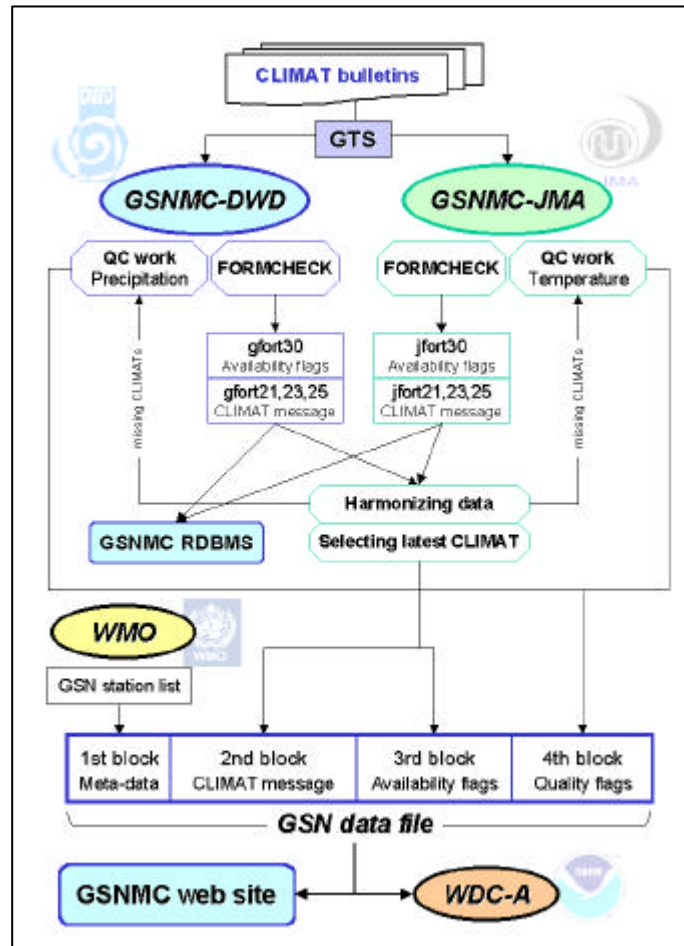 CLIMAT bulletins
GTS
GSNMC-DWD
GSNMC-JMA
QC work
Precipitation
FORMCHECK
FORMCHECK
QC work
Temperature
missing CLIMATs
gfort30
Availability flags
gfort21,23,25
CLIMAT message
jfort30
Availability flags
jfort21,23,25
CLIMAT message
missing CLIMATs
Harmonizing data
Selecting latest CLIMAT
GSNMC RDBMS
WMO
GSN station list
1st block
Meta-data
2nd block
CLIMAT message
3rd block
Availability flags
4th block
Quality flags
GSN data file
GSNMC web site
WDC-A